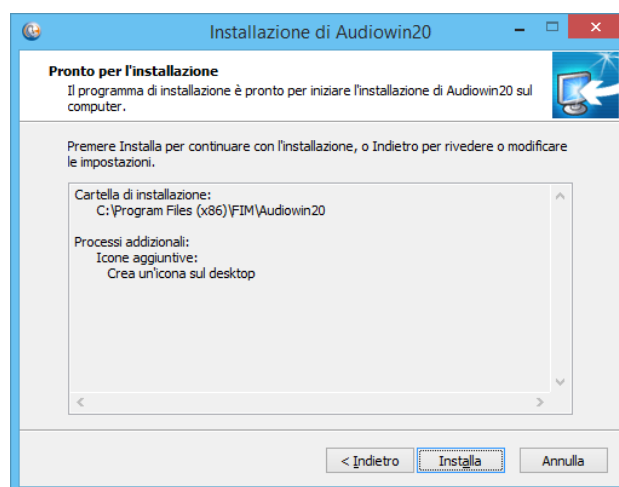 Installazione di Audiowin20
Pronto per l'installazione
Il programma di installazione è pronto per iniziare l'installazione di Audiowin20 sul
computer.
Premere Installa per continuare con l'installazione, o Indietro per rivedere o modificare
le impostazioni.
Cartella di installazione:
C:\Program Files (x86)\FIM\Audiowin20
Processi addizionali:
Icone aggiuntive:
Crea un'icona sul desktop
< Indietro
Installa
Annulla